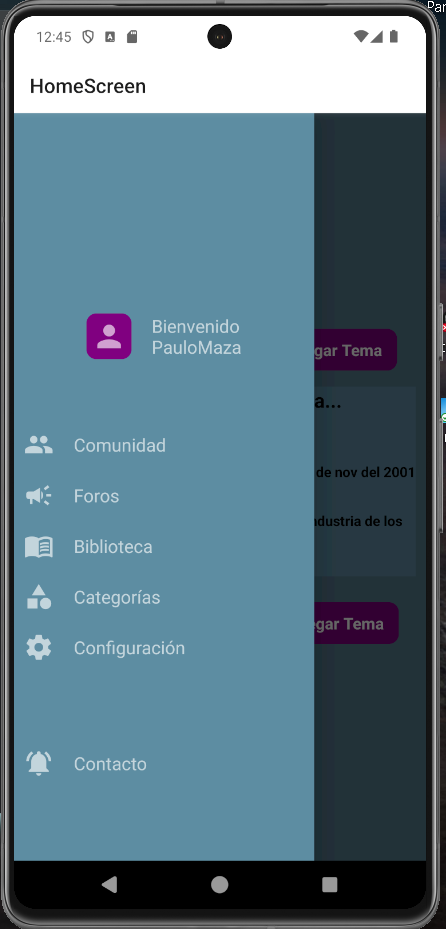 12:45
HomeScreen
Bienvenido
PauloMaza
gar Tema
a...
de nov del 2001
dustria de los
gar Tema
Comunidad
Foros
Biblioteca
Categorías
Configuración
Contacto